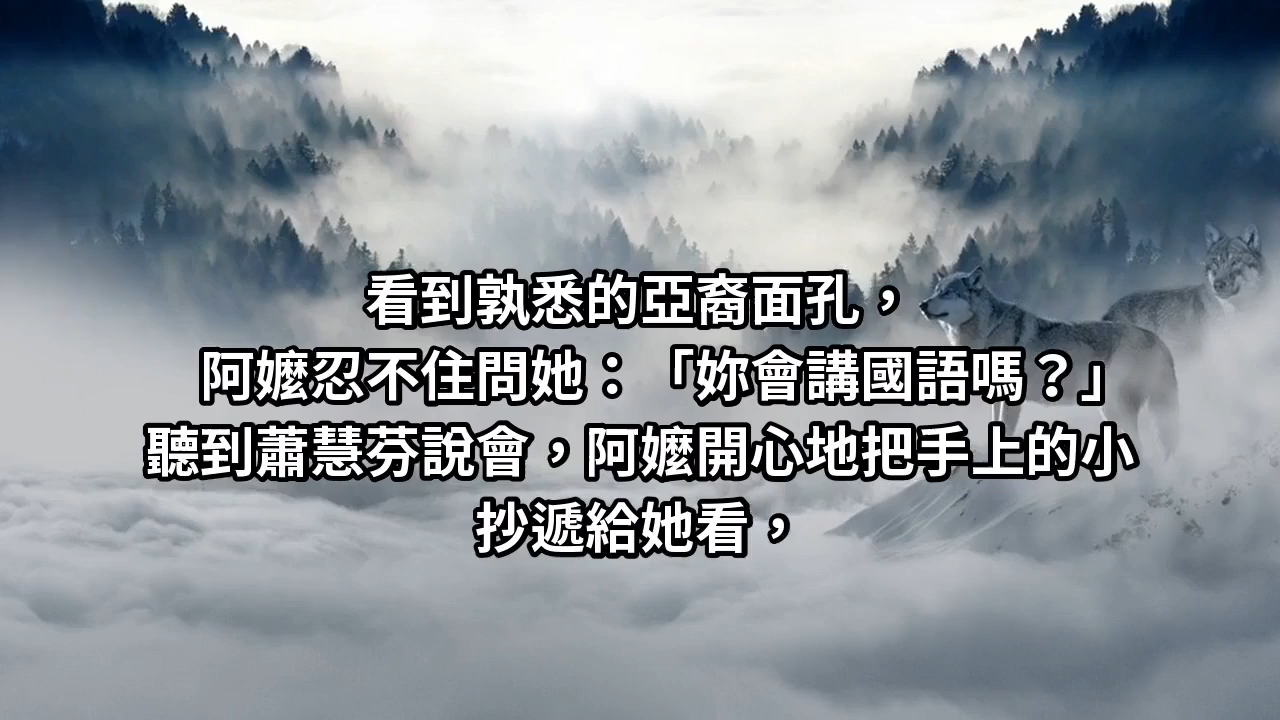 看到孰悉的亞裔面孔，
阿嬤忍不住問她：「妳會講國語嗎？」
聽到蕭慧芬說會，阿嬤開心地把手上的小
抄遞給她看，